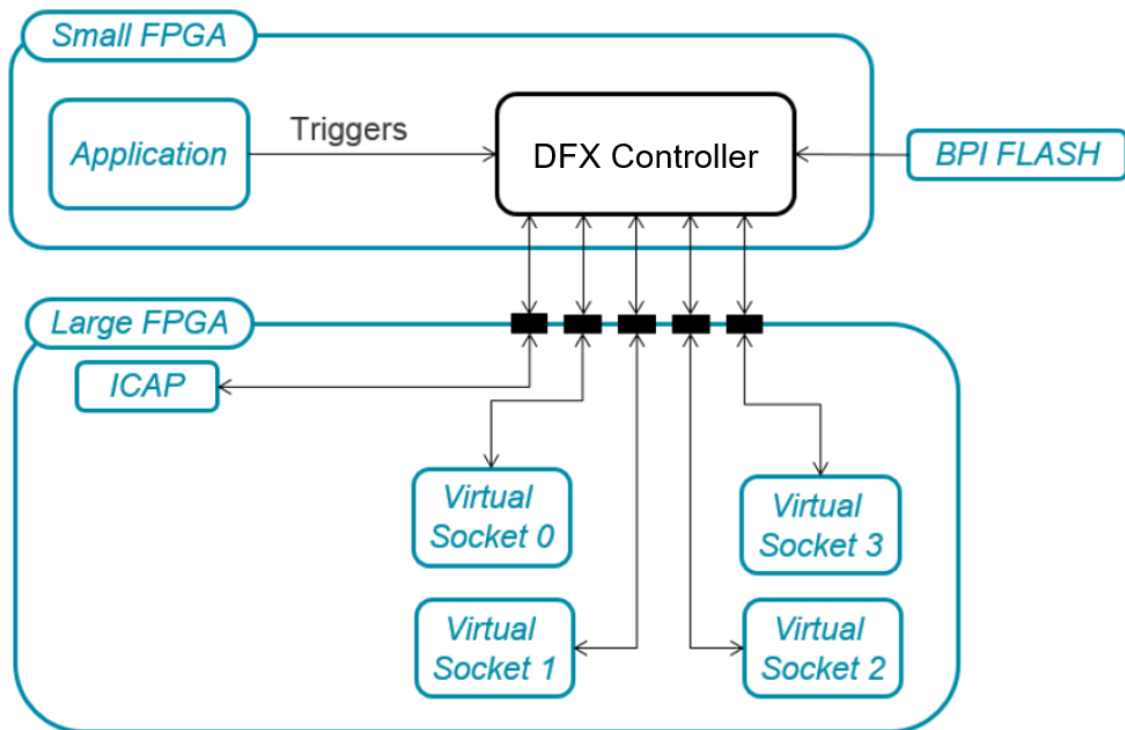 Small FPGA
Application
Triggers
DFX Controller
BPI FLASH
Large FPGA
ICAP
Virtual
Socket 0
Virtual
Socket 3
Virtual
Socket 1
Virtual
Socket 2